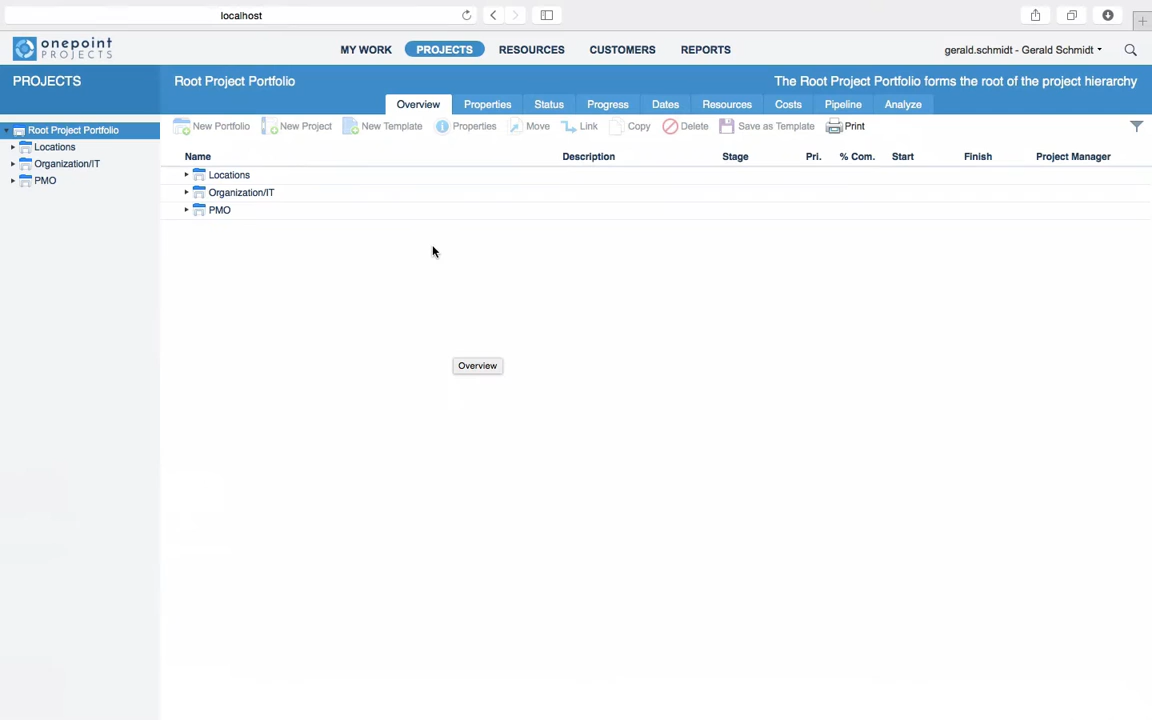 localhost
onepoint
PROJECTS
MY WORK PROJECTS RESOURCES CUSTOMERS REPORTS
gerald.schmidt - Gerald Schmidt
PROJECTS
Root Project Portfolio
The Root Project Portfolio forms the root of the project hierarchy
Overview Properties Status Progress Dates Resources Costs Pipeline Analyze
New Portfolio New Project New Template Properties Move Link Copy Delete Save as Template Print
Root Project Portfolio
Locations
Organization/IT
PMO
Name Description Stage Pri. % Com. Start Finish Project Manager
Locations
Organization/IT
PMO
Overview